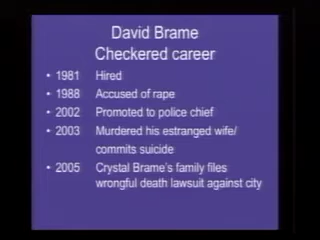 David Brame
Checkered career
• 1981 Hired
• 1988 Accused of rape
• 2002 Promoted to police chief
• 2003 Murdered his estranged wife/
commits suicide
• 2005 Crystal Brame's family files
wrongful death lawsuit against city